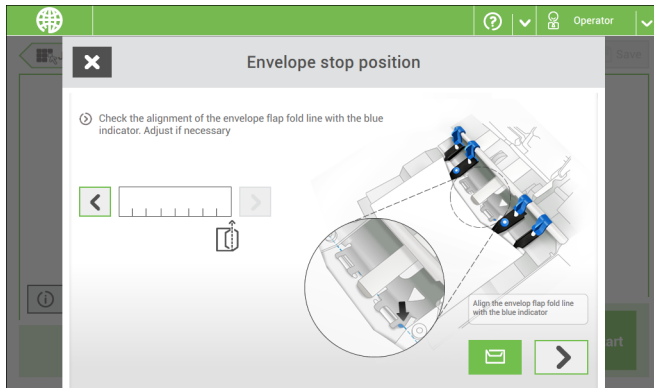 Operator
Save
Envelope stop position
Check the alignment of the envelope flap fold line with the blue
indicator. Adjust if necessary
Align the envelop flap fold line
with the blue indicator